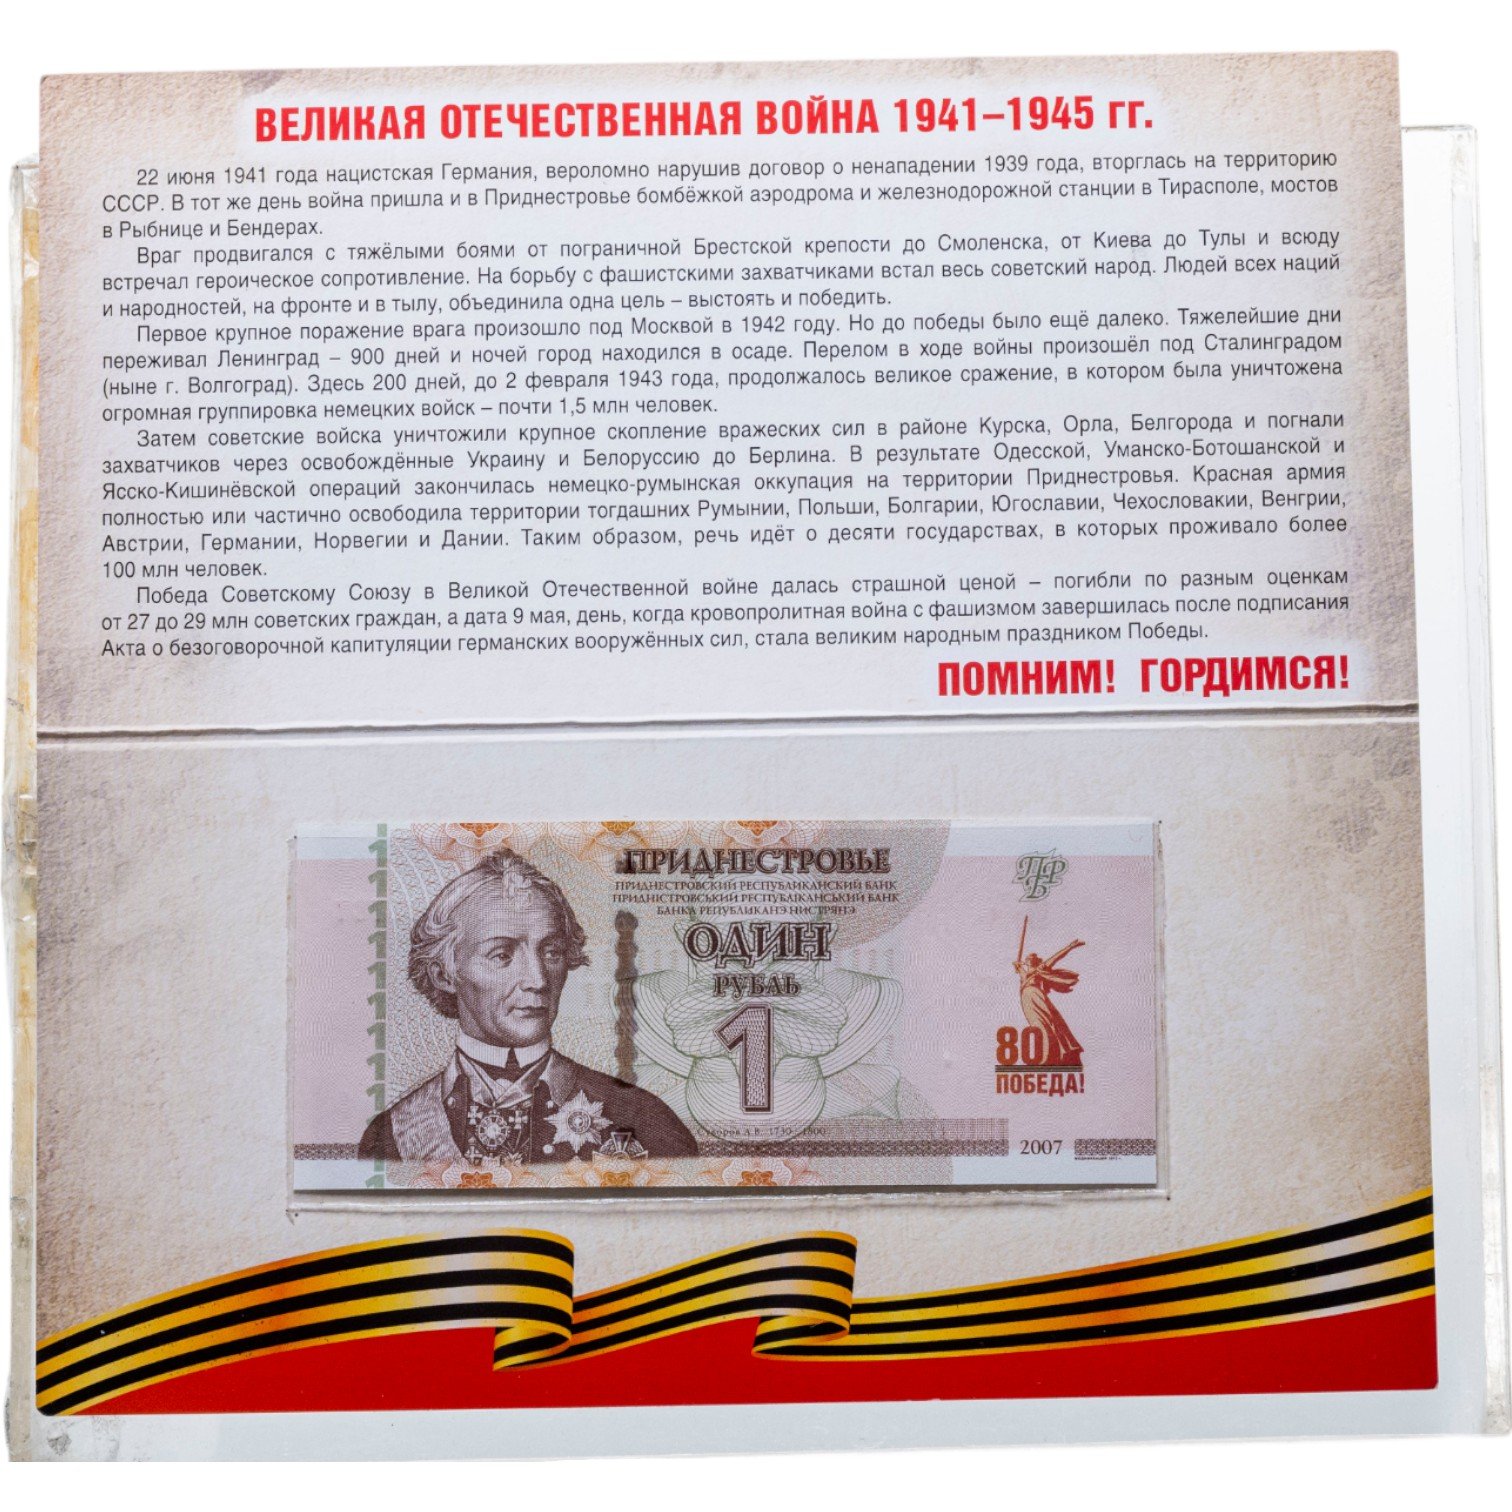 ВЕЛИКАЯ ОТЕЧЕСТВЕННАЯ ВОЙНА 1941–1945 гг.
22 июня 1941 года нацистская Германия, вероломно нарушив договор о ненападении 1939 года, вторглась на территорию
СССР. В тот же день война пришла и в Приднестровье бомбёжкой аэродрома и железнодорожной станции в Тирасполе, мостов
в Рыбнице и Бендерах.
Враг продвигался с тяжёлыми боями от пограничной Брестской крепости до Смоленска, от Киева до Тулы и всюду
встречал героическое сопротивление. На борьбу с фашистскими захватчиками встал весь советский народ. Людей всех наций
и народностей, на фронте и в тылу, объединила одна цель – выстоять и победить.
Первое крупное поражение врага произошло под Москвой в 1942 году. Но до победы было ещё далеко. Тяжелейшие дни
переживал Ленинград – 900 дней и ночей город находился в осаде. Перелом в ходе войны произошёл под Сталинградом
(ныне г. Волгоград). Здесь 200 дней, до 2 февраля 1943 года, продолжалось великое сражение, в котором была уничтожена
огромная группировка немецких войск – почти 1,5 млн человек.
Затем советские войска уничтожили крупное скопление вражеских сил в районе Курска, Орла, Белгорода и погнали
захватчиков через освобождённые Украину и Белоруссию до Берлина. В результате Одесской, Уманско-Ботошанской и
Ясско-Кишинёвской операций закончилась немецко-румынская оккупация на территории Приднестровья. Красная армия
полностью или частично освободила территории тогдашних Румынии, Польши, Болгарии, Югославии, Чехословакии, Венгрии,
Австрии, Германии, Норвегии и Дании. Таким образом, речь идёт о десяти государствах, в которых проживало более
100 млн человек.
Победа Советскому Союзу в Великой Отечественной войне далась страшной ценой – погибли по разным оценкам
от 27 до 29 млн советских граждан, а дата 9 мая, день, когда кровопролитная война с фашизмом завершилась после подписания
Акта о безоговорочной капитуляции германских вооружённых сил, стала великим народным праздником Победы.
ПОМНИМ! ГОРДИМСЯ!
ПРИДНЕСТРОВЬЕ
ПРИДНЕСТРОВСКИЙ РЕСПУБЛИКАНСКИЙ БАНК
ПРИДНІСТРОВСЬКИЙ РЕСПУБЛІКАНСЬКИЙ БАНК
БАНКА РЕПУБЛИКАНЭ НИСТРЯНЭ
ОДИН
РУБЛЬ
1
ПРБ
80
ПОБЕДА!
Суворов А.В. 1730 - 1800
2007